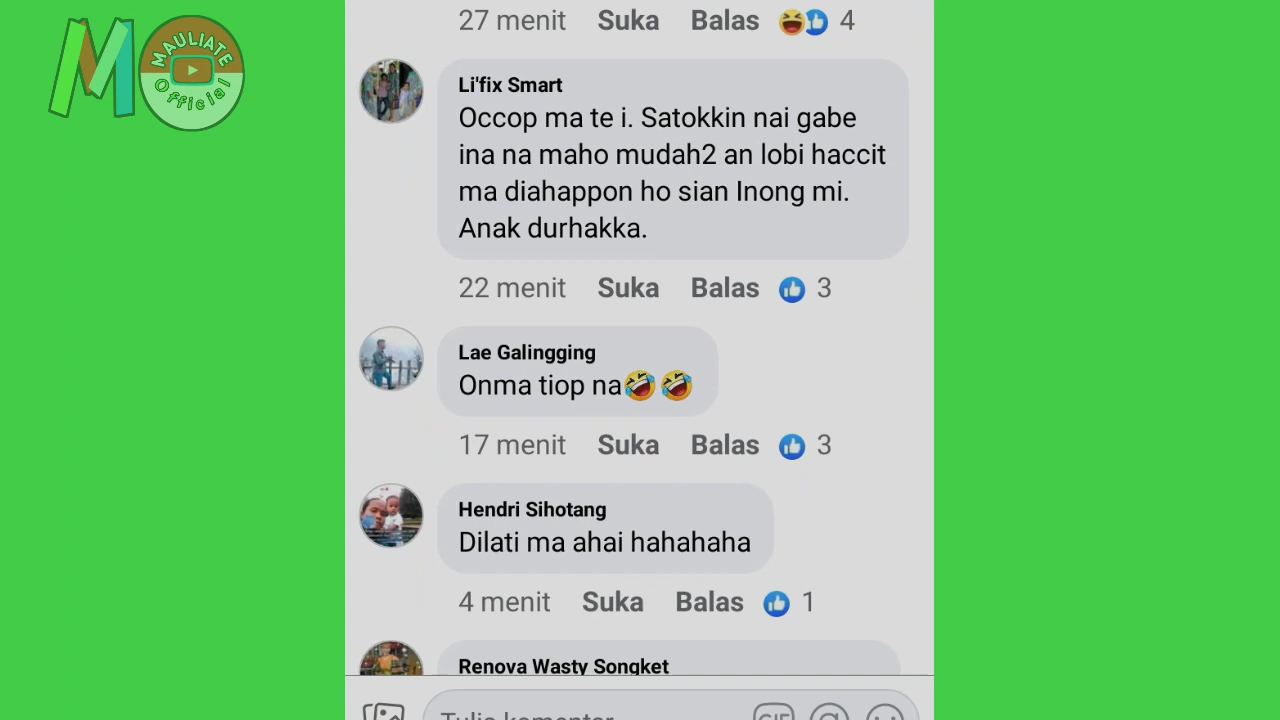 MAULIATE
Official
27 menit Suka Balas 4
Li'fix Smart
Occop ma te i. Satokkin nai gabe
ina na maho mudah2 an lobi haccit
ma diahappon ho sian Inong mi.
Anak durhakka.
22 menit Suka Balas 3
Lae Galingging
Onma tiop na🤣🤣
17 menit Suka Balas 3
Hendri Sihotang
Dilati ma ahai hahahaha
4 menit Suka Balas 1
Renova Wasty Songket
Tulis komentar
GIF